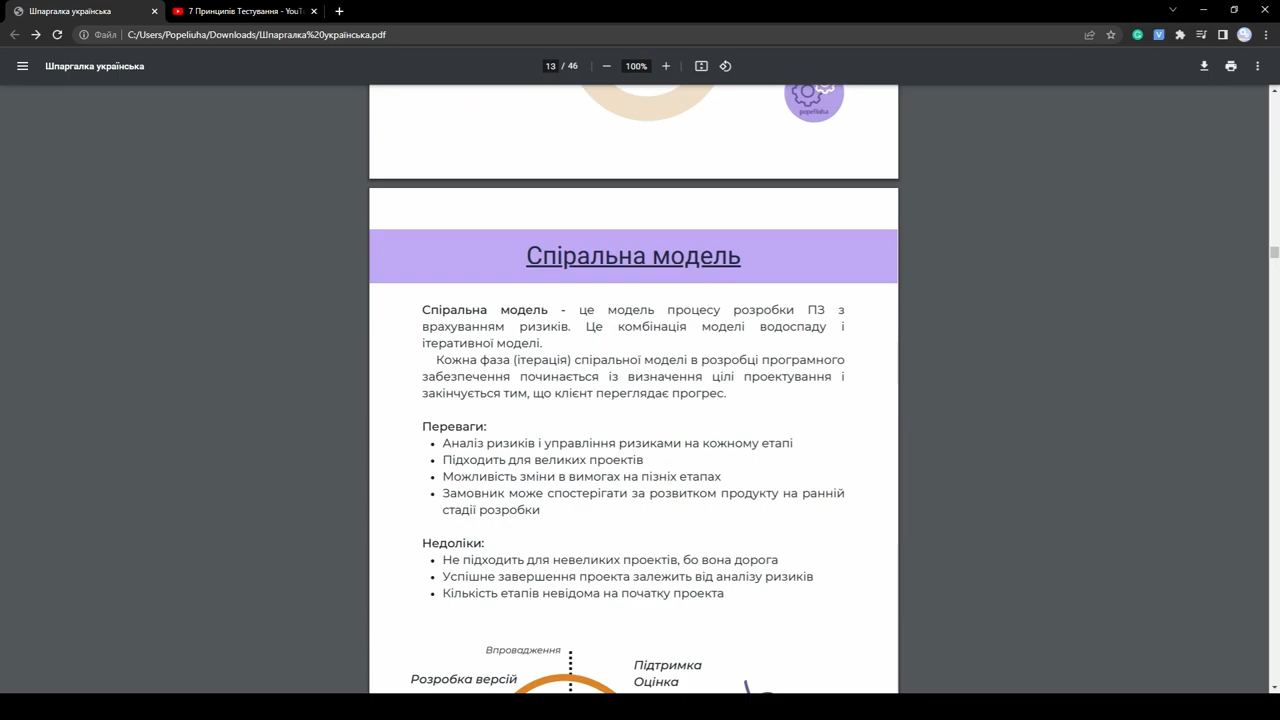 Шпаргалка українська
7 Принципів Тестування - YouTu
Файл
C:/Users/Popeliuha/Downloads/Шпаргалка%20українська.pdf
Шпаргалка українська
13 / 46
100%
popeliuha
Спіральна модель
Спіральна модель - це модель процесу розробки ПЗ з
врахуванням ризиків. Це комбінація моделі водоспаду і
ітеративної моделі.
Кожна фаза (ітерація) спіральної моделі в розробці програмного
забезпечення починається із визначення цілі проектування і
закінчується тим, що клієнт переглядає прогрес.
Переваги:
• Аналіз ризиків і управління ризиками на кожному етапі
• Підходить для великих проектів
• Можливість зміни в вимогах на пізніх етапах
• Замовник може спостерігати за розвитком продукту на ранній
стадії розробки
Недоліки:
• Не підходить для невеликих проектів, бо вона дорога
• Успішне завершення проекта залежить від аналізу ризиків
• Кількість етапів невідома на початку проекта
Впровадження
Розробка версій
Підтримка
Оцінка